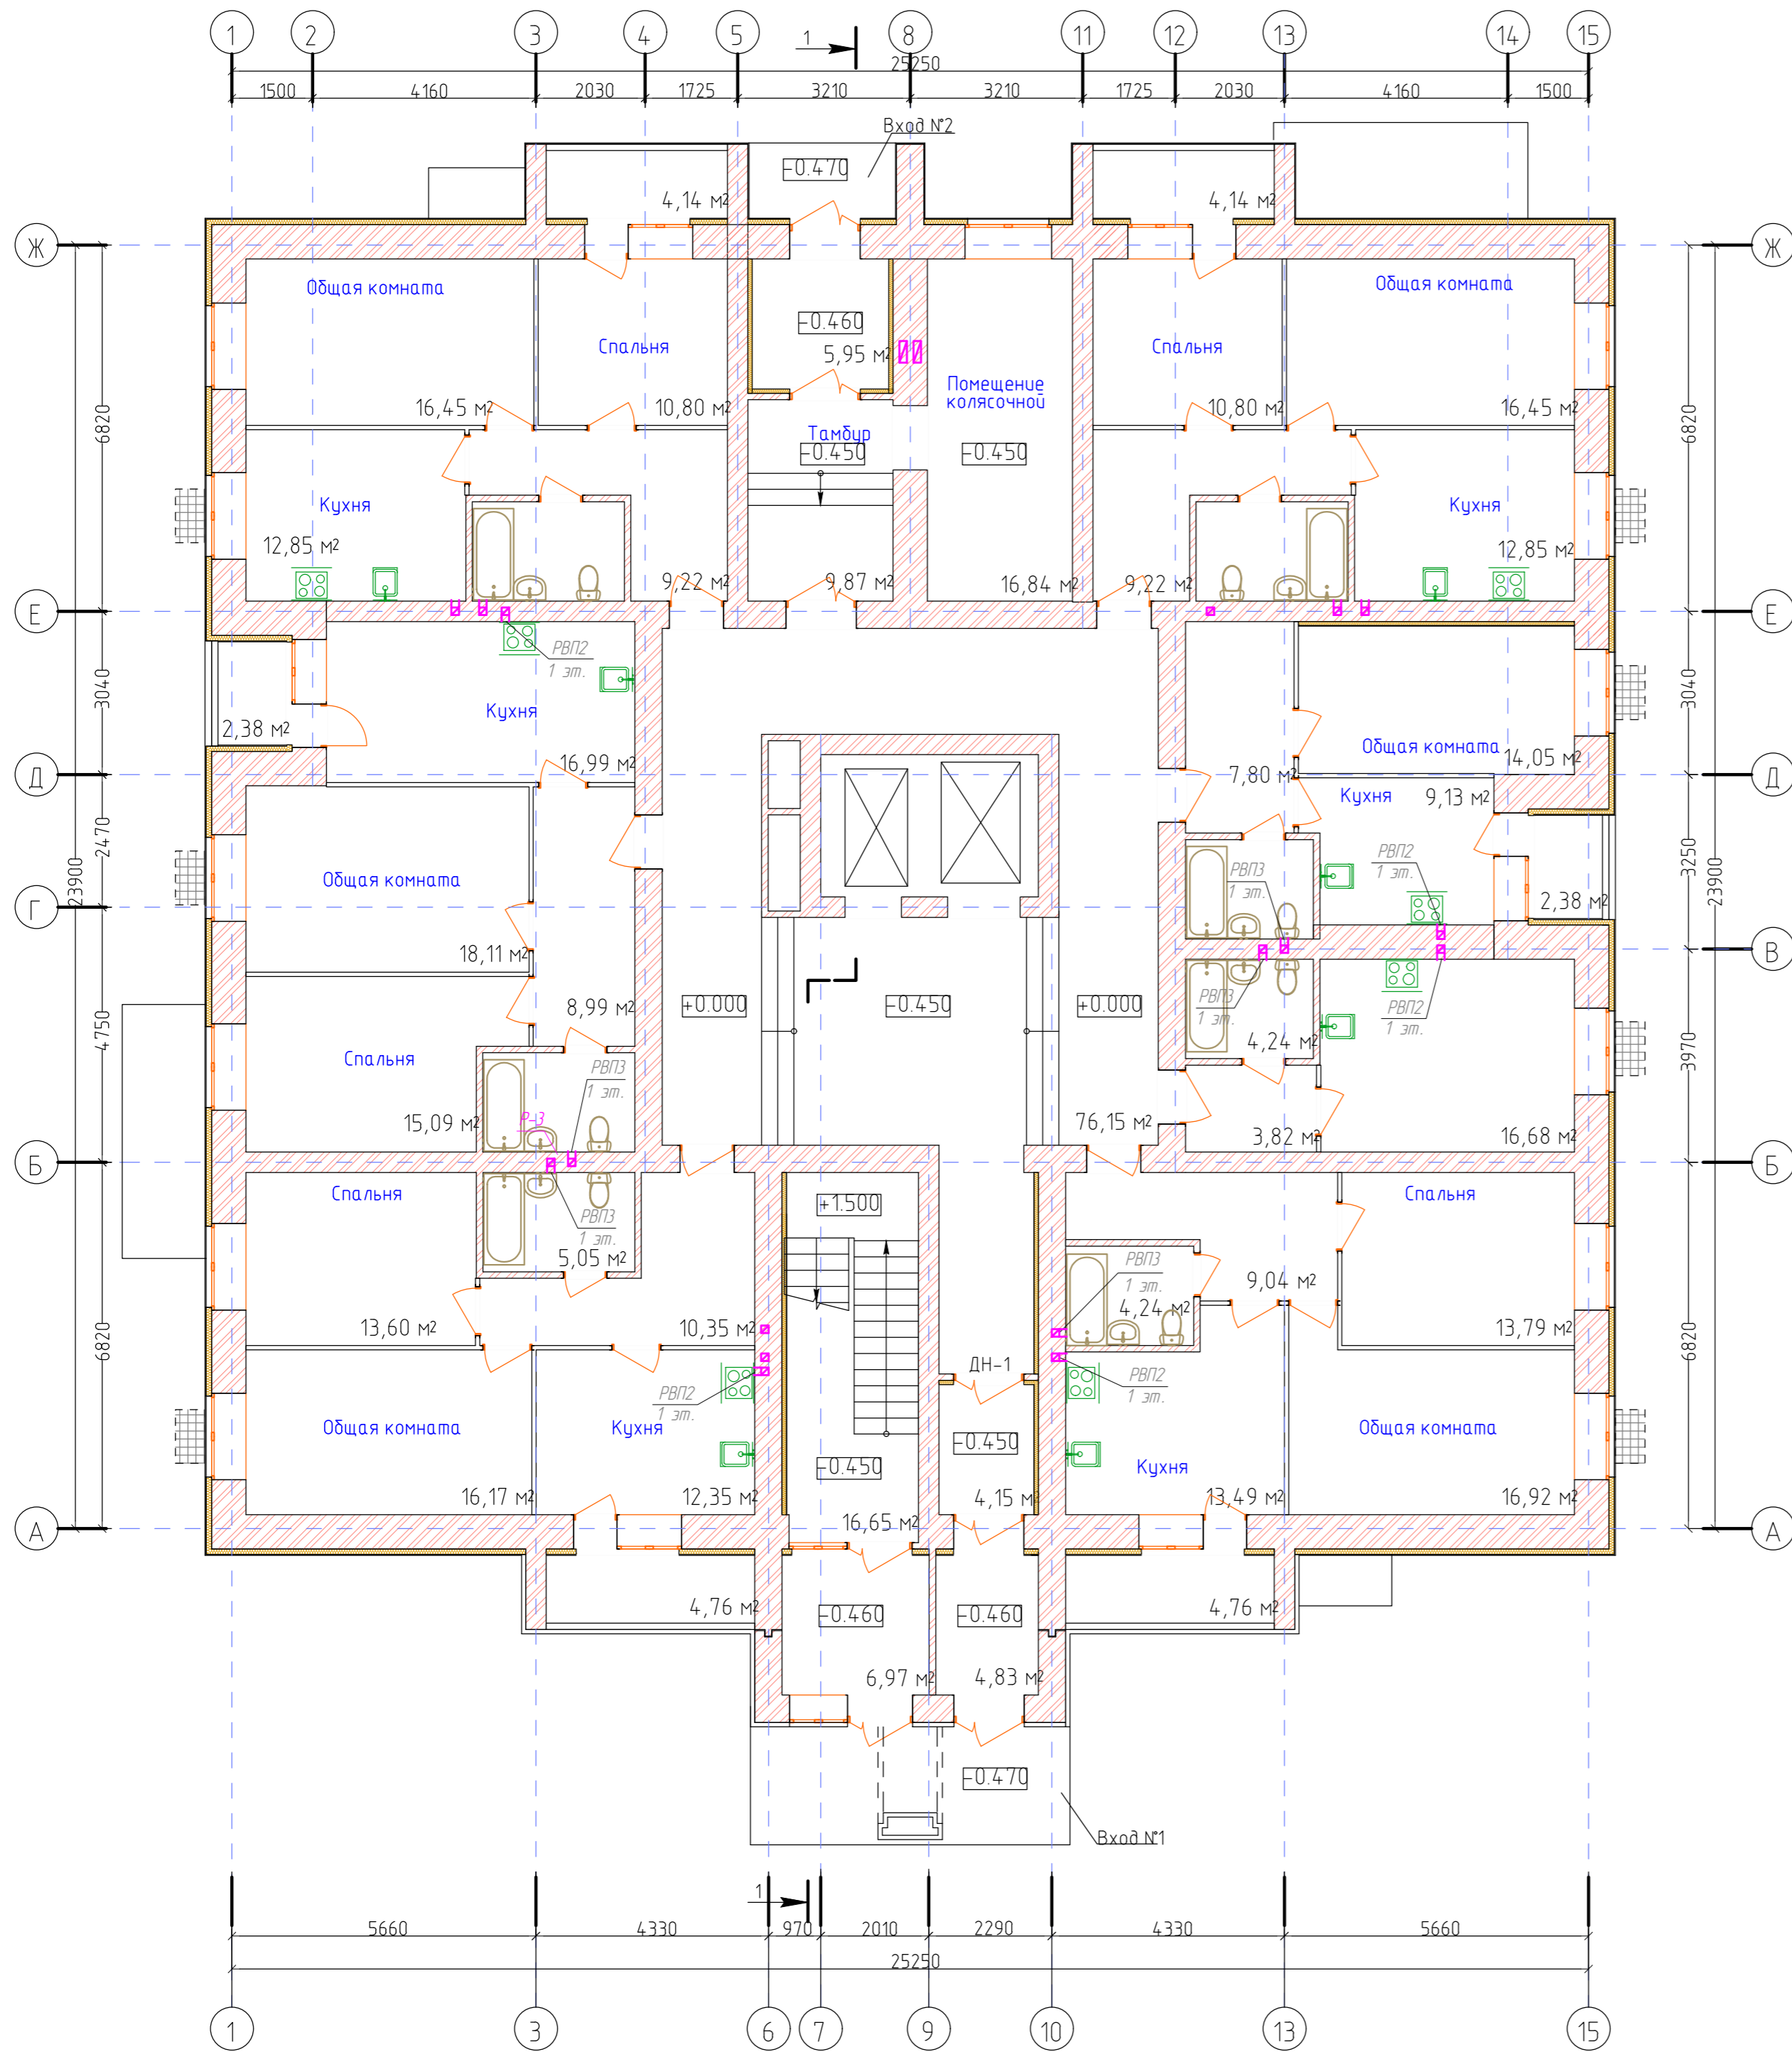 1 2 3 4 5 8 11 12 13 14 15
1
25250
1500 4160 2030 1725 3210 3210 1725 2030 4160 1500
Вход №2
-0.470
4,14 м²
4,14 м²
Ж
Ж
Общая комната
Общая комната
-0.460
Спальня
5,95 м²
Спальня
Помещение
колясочной
16,45 м²
10,80 м²
10,80 м²
16,45 м²
6820
6820
Тамбур
-0.450
-0.450
Кухня
Кухня
12,85 м²
12,85 м²
9,22 м²
9,87 м²
16,84 м²
9,22 м²
Е
Е
РВП2
1 эт.
3040
3040
2,38 м²
Кухня
Общая комната
16,99 м²
14,05 м²
7,80 м²
Д
Д
Кухня
9,13 м²
2470
23900
3250
23900
РВП2
1 эт.
РВП3
1 эт.
Общая комната
2,38 м²
Г
18,11 м²
В
8,99 м²
+0.000
-0.450
+0.000
РВП3
1 эт.
РВП2
1 эт.
4750
3970
4,24 м²
Спальня
РВП3
1 эт.
15,09 м²
Р-3
76,15 м²
3,82 м²
16,68 м²
Б
Б
Спальня
+1.500
Спальня
РВП3
1 эт.
5,05 м²
РВП3
1 эт.
9,04 м²
4,24 м²
13,60 м²
10,35 м²
13,79 м²
6820
6820
ДН-1
РВП2
1 эт.
РВП2
1 эт.
Общая комната
Кухня
Общая комната
-0.450
-0.450
Кухня
16,17 м²
12,35 м²
4,15 м²
13,49 м²
16,92 м²
16,65 м²
А
А
4,76 м²
-0.460
-0.460
4,76 м²
6,97 м²
4,83 м²
-0.470
Вход №1
1
5660 4330 970 2010 2290 4330 5660
25250
1 3 6 7 9 10 13 15